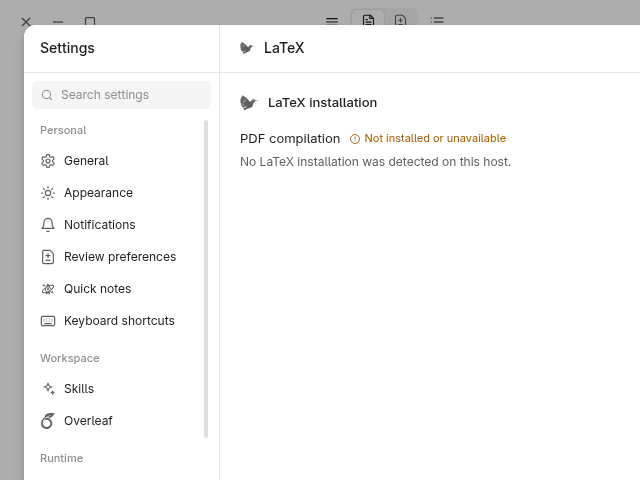 Settings
Search settings
Personal
General
Appearance
Notifications
Review preferences
Quick notes
Keyboard shortcuts
Workspace
Skills
Overleaf
Runtime
LaTeX
LaTeX installation
PDF compilation Not installed or unavailable
No LaTeX installation was detected on this host.